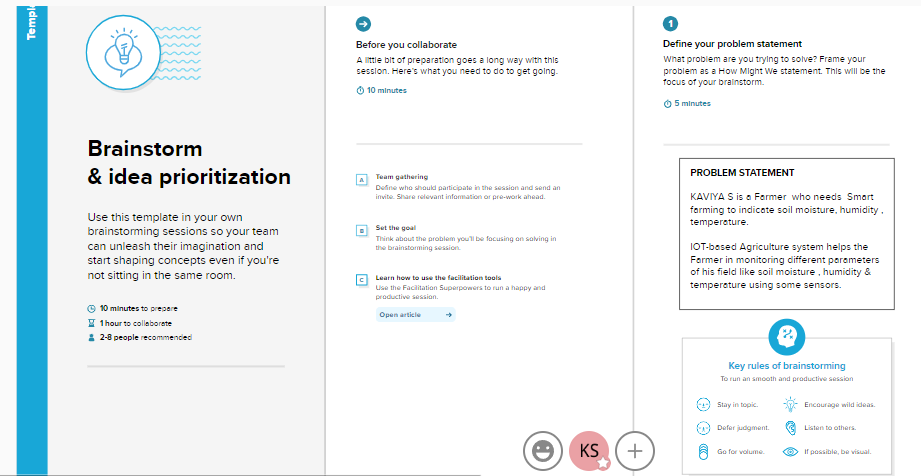 Templ
Brainstorm
& idea prioritization
Use this template in your own
brainstorming sessions so your team
can unleash their imagination and
start shaping concepts even if you're
not sitting in the same room.
10 minutes to prepare
1 hour to collaborate
2-8 people recommended
Before you collaborate
A little bit of preparation goes a long way with this
session. Here's what you need to do to get going.
10 minutes
A
Team gathering
Define who should participate in the session and send an
invite. Share relevant information or pre-work ahead.
B
Set the goal
Think about the problem you'll be focusing on solving in
the brainstorming session.
C
Learn how to use the facilitation tools
Use the Facilitation Superpowers to run a happy and
productive session.
Open article
1
Define your problem statement
What problem are you trying to solve? Frame your
problem as a How Might We statement. This will be the
focus of your brainstorm.
5 minutes
PROBLEM STATEMENT
KAVIYA S is a Farmer who needs Smart
farming to indicate soil moisture, humidity ,
temperature.
IOT-based Agriculture system helps the
Farmer in monitoring different parameters
of his field like soil moisture , humidity &
temperature using some sensors.
Key rules of brainstorming
To run an smooth and productive session
Stay in topic.
Encourage wild ideas.
Defer judgment.
Listen to others.
Go for volume.
If possible, be visual.
KS